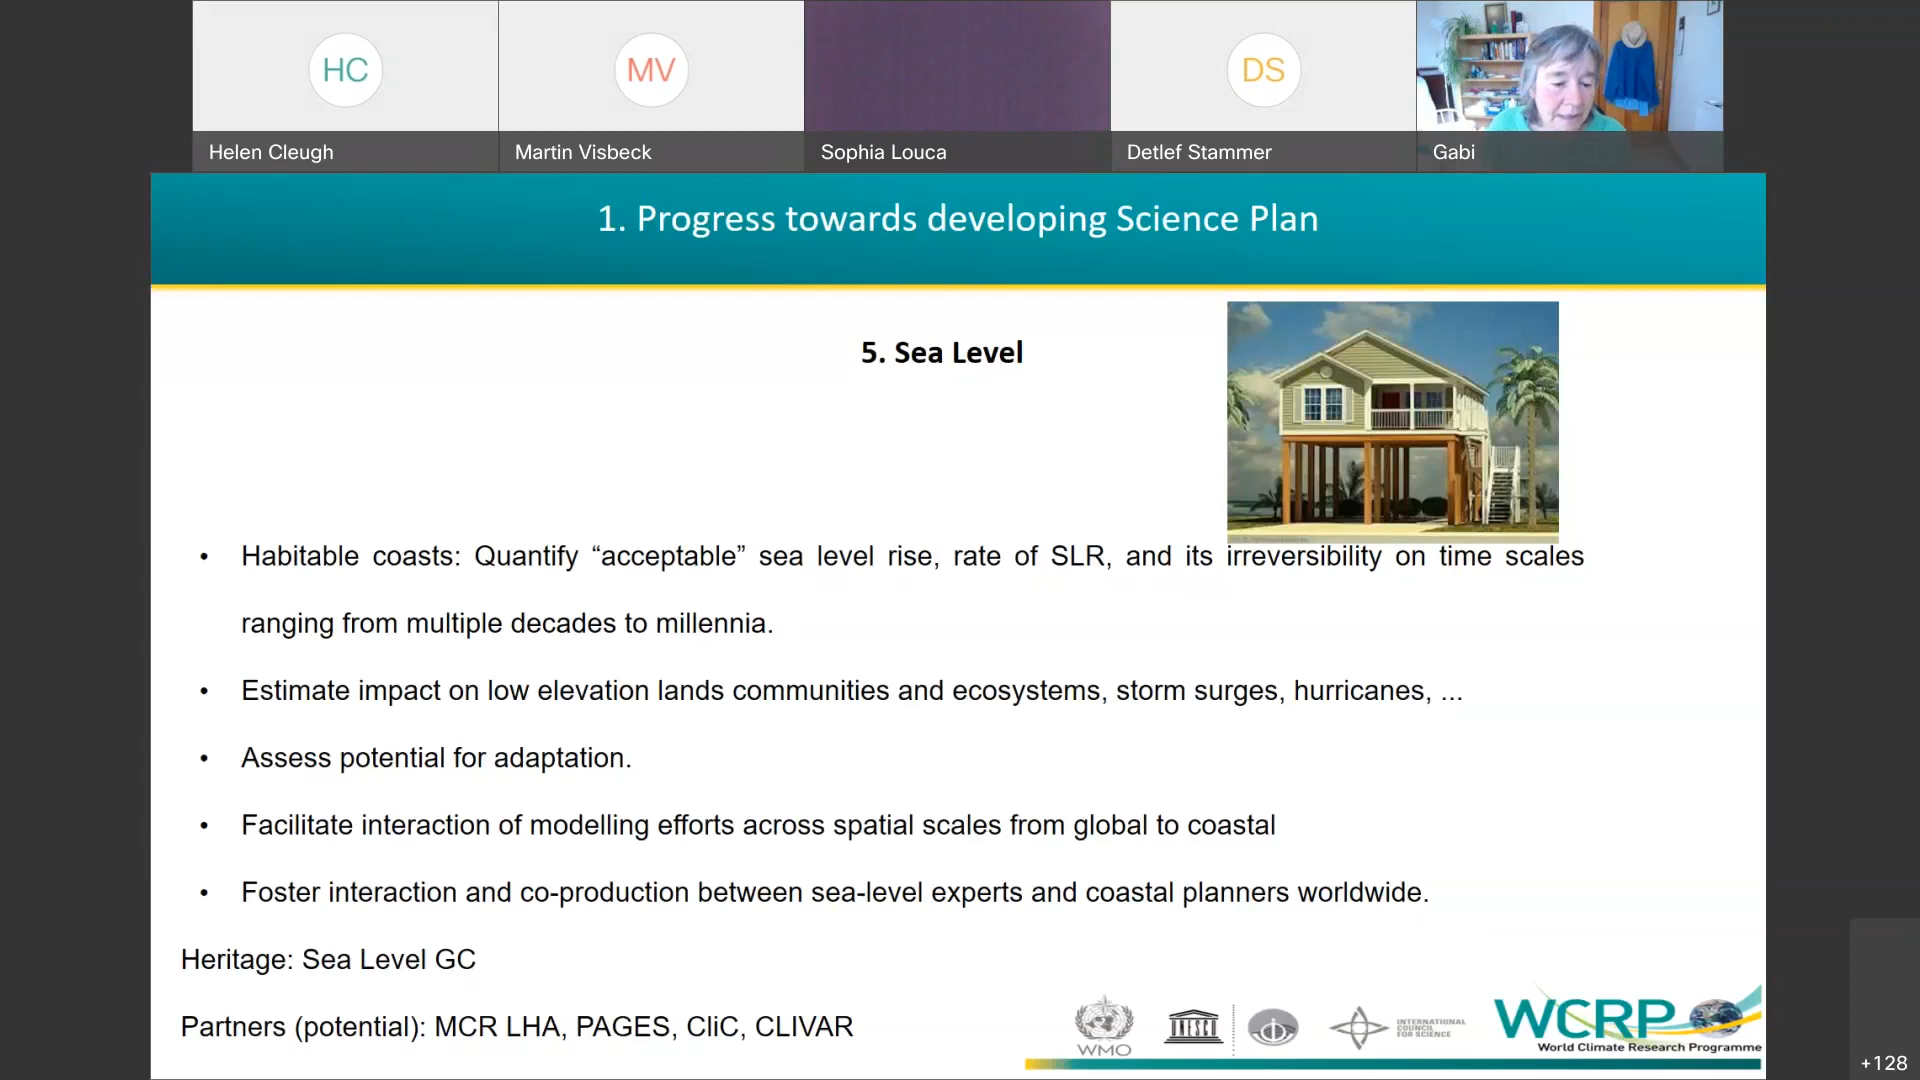 HC
MV
DS
Helen Cleugh
Martin Visbeck
Sophia Louca
Detlef Stammer
Gabi
1. Progress towards developing Science Plan
5. Sea Level
• Habitable coasts: Quantify “acceptable” sea level rise, rate of SLR, and its irreversibility on time scales
ranging from multiple decades to millennia.
• Estimate impact on low elevation lands communities and ecosystems, storm surges, hurricanes, ...
• Assess potential for adaptation.
• Facilitate interaction of modelling efforts across spatial scales from global to coastal
• Foster interaction and co-production between sea-level experts and coastal planners worldwide.
Heritage: Sea Level GC
Partners (potential): MCR LHA, PAGES, CliC, CLIVAR
WMO
UNESCO
INTERNATIONAL
COUNCIL
FOR SCIENCE
WCRP
World Climate Research Programme
+128